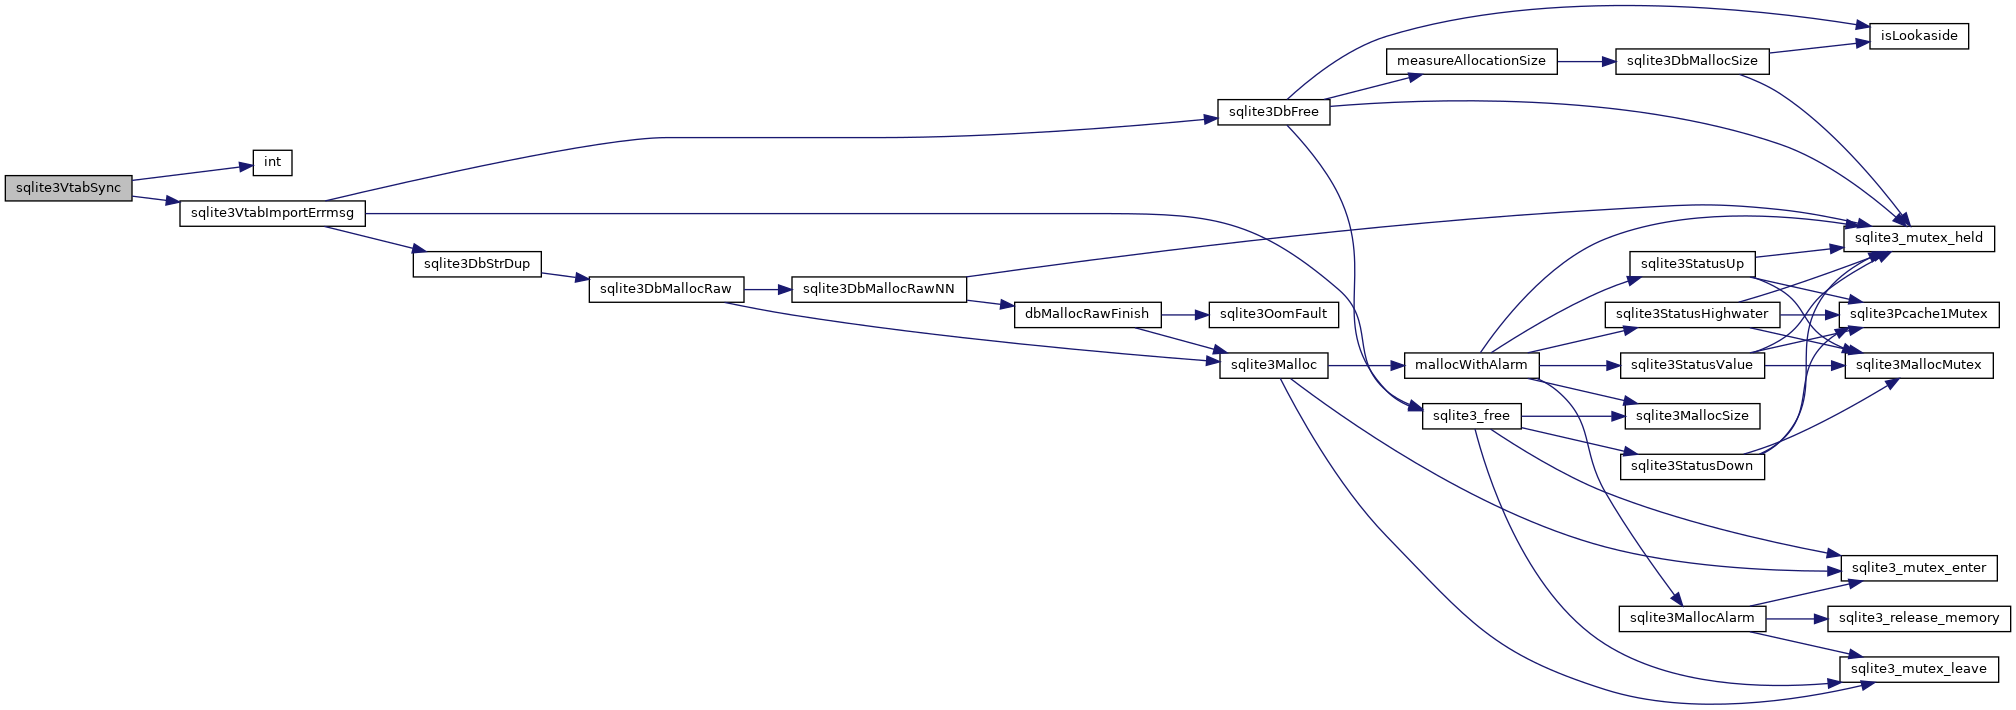 sqlite3VtabSync
int
sqlite3VtabImportErrmsg
sqlite3DbStrDup
sqlite3DbMallocRaw
sqlite3DbMallocRawNN
dbMallocRawFinish
sqlite3DbFree
sqlite3OomFault
sqlite3Malloc
measureAllocationSize
mallocWithAlarm
sqlite3_free
sqlite3DbMallocSize
sqlite3StatusUp
sqlite3StatusHighwater
sqlite3StatusValue
sqlite3MallocSize
sqlite3StatusDown
sqlite3MallocAlarm
isLookaside
sqlite3_mutex_held
sqlite3Pcache1Mutex
sqlite3MallocMutex
sqlite3_mutex_enter
sqlite3_release_memory
sqlite3_mutex_leave